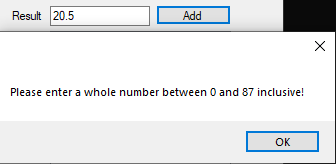 Result 20.5 Add
Please enter a whole number between 0 and 87 inclusive!
OK